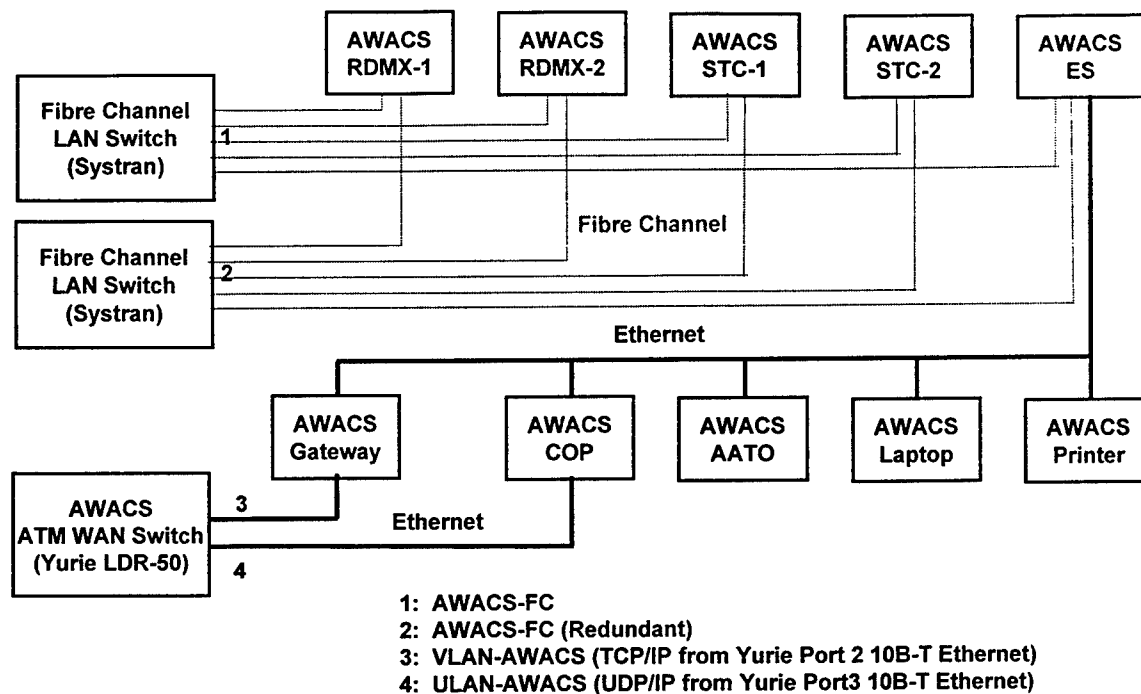 AWACS
RDMX-1
AWACS
RDMX-2
AWACS
STC-1
AWACS
STC-2
AWACS
ES
Fibre Channel
LAN Switch
(Systran)
1
Fibre Channel
Fibre Channel
LAN Switch
(Systran)
2
Ethernet
AWACS
Gateway
AWACS
COP
AWACS
AATO
AWACS
Laptop
AWACS
Printer
AWACS
ATM WAN Switch
(Yurie LDR-50)
3
Ethernet
4
1: AWACS-FC
2: AWACS-FC (Redundant)
3: VLAN-AWACS (TCP/IP from Yurie Port 2 10B-T Ethernet)
4: ULAN-AWACS (UDP/IP from Yurie Port3 10B-T Ethernet)